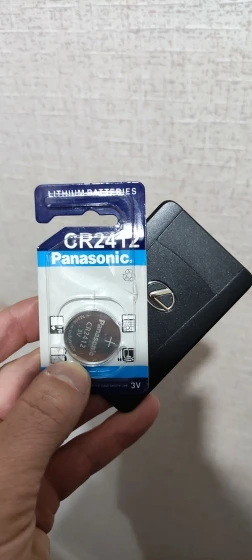 LITHIUM BATTERIES
CR2412
Panasonic
Panasonic
CR2412
3V
+
3V